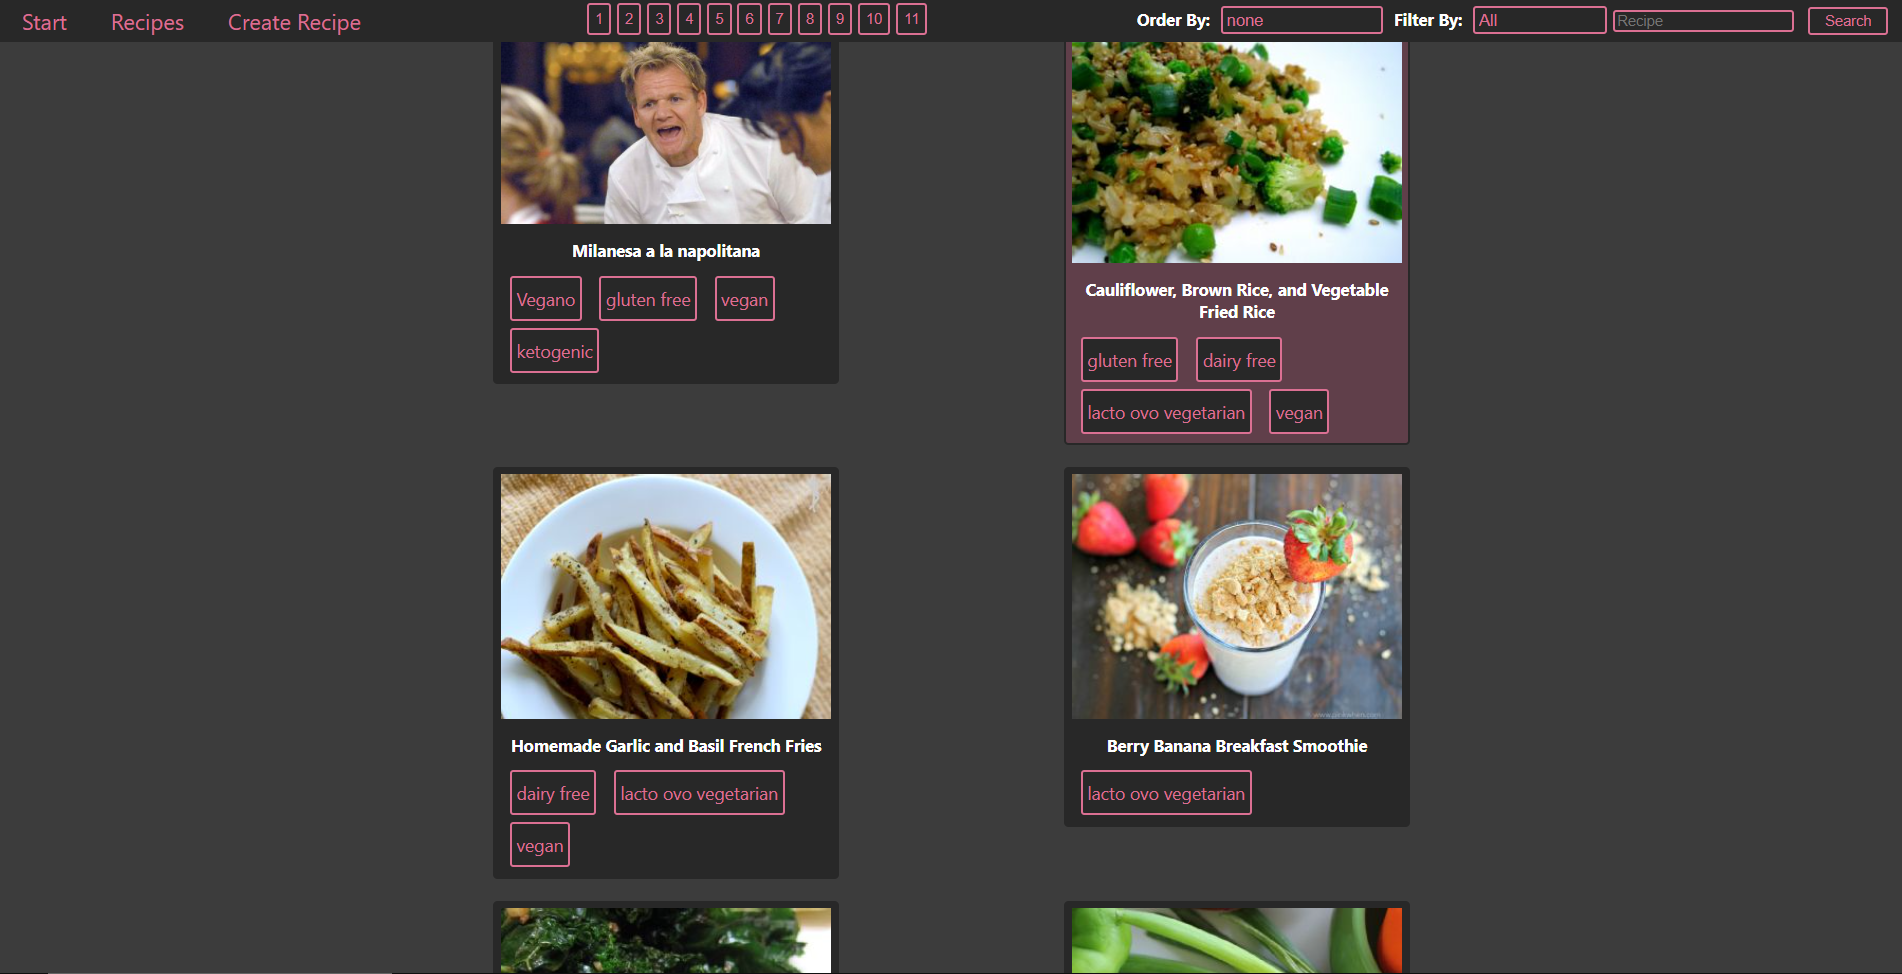 Start Recipes Create Recipe 1 2 3 4 5 6 7 8 9 10 11 Order By: none Filter By: All Recipe Search
Milanesa a la napolitana
Vegano gluten free vegan
ketogenic
Cauliflower, Brown Rice, and Vegetable
Fried Rice
gluten free dairy free
lacto ovo vegetarian vegan
Homemade Garlic and Basil French Fries
dairy free lacto ovo vegetarian
vegan
Berry Banana Breakfast Smoothie
lacto ovo vegetarian